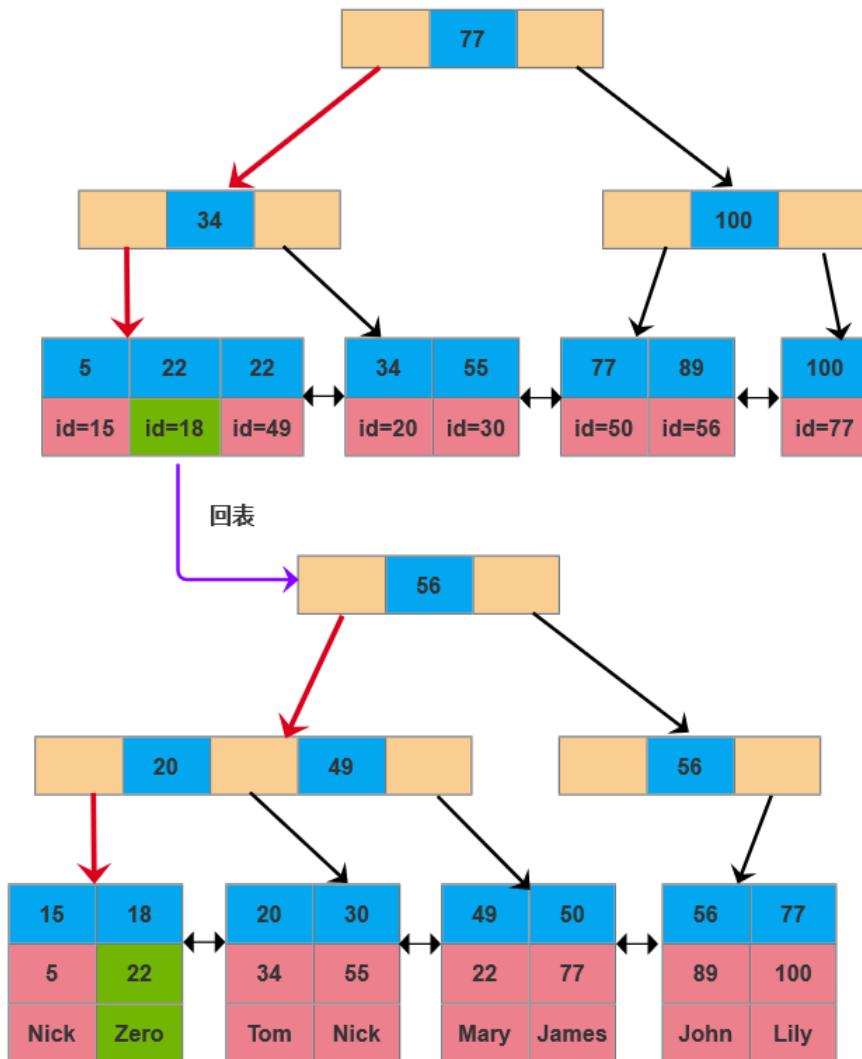 77
34 100
5 22 22 34 55 77 89 100
id=15 id=18 id=49 id=20 id=30 id=50 id=56 id=77
回表
56
20 49 56
15 18 20 30 49 50 56 77
5 22 34 55 22 77 89 100
Nick Zero Tom Nick Mary James John Lily